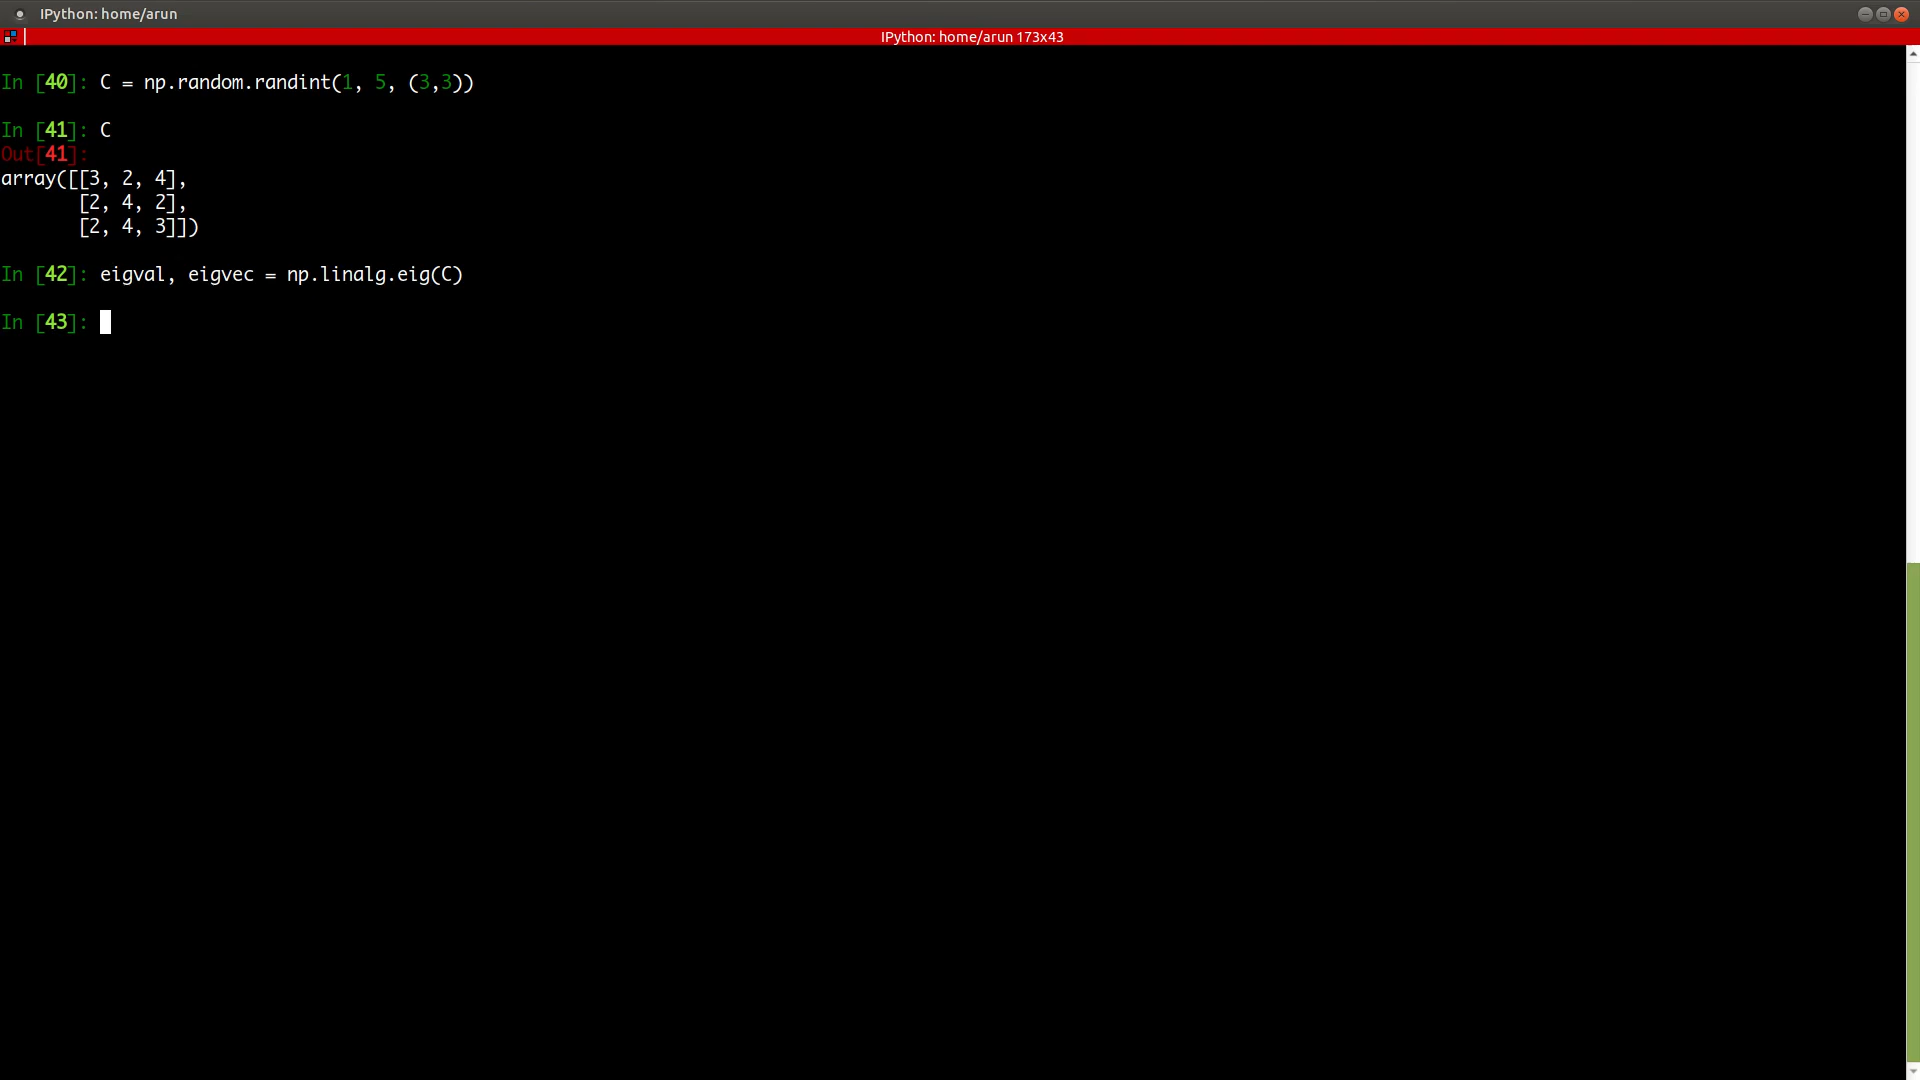 IPython: home/arun
IPython: home/arun 173x43
In [40]: C = np.random.randint(1, 5, (3,3))
In [41]: C
Out[41]:
array([[3, 2, 4],
       [2, 4, 2],
       [2, 4, 3]])
In [42]: eigval, eigvec = np.linalg.eig(C)
In [43]: